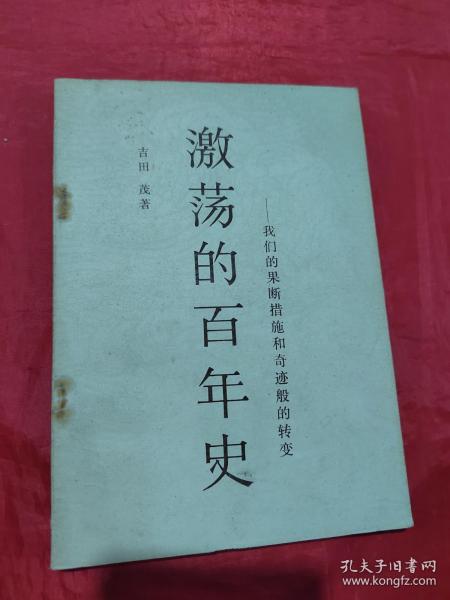 激荡的百年史
——我们的果断措施和奇迹般的转变
吉田 茂著
孔夫子旧书网
www.kongfz.com